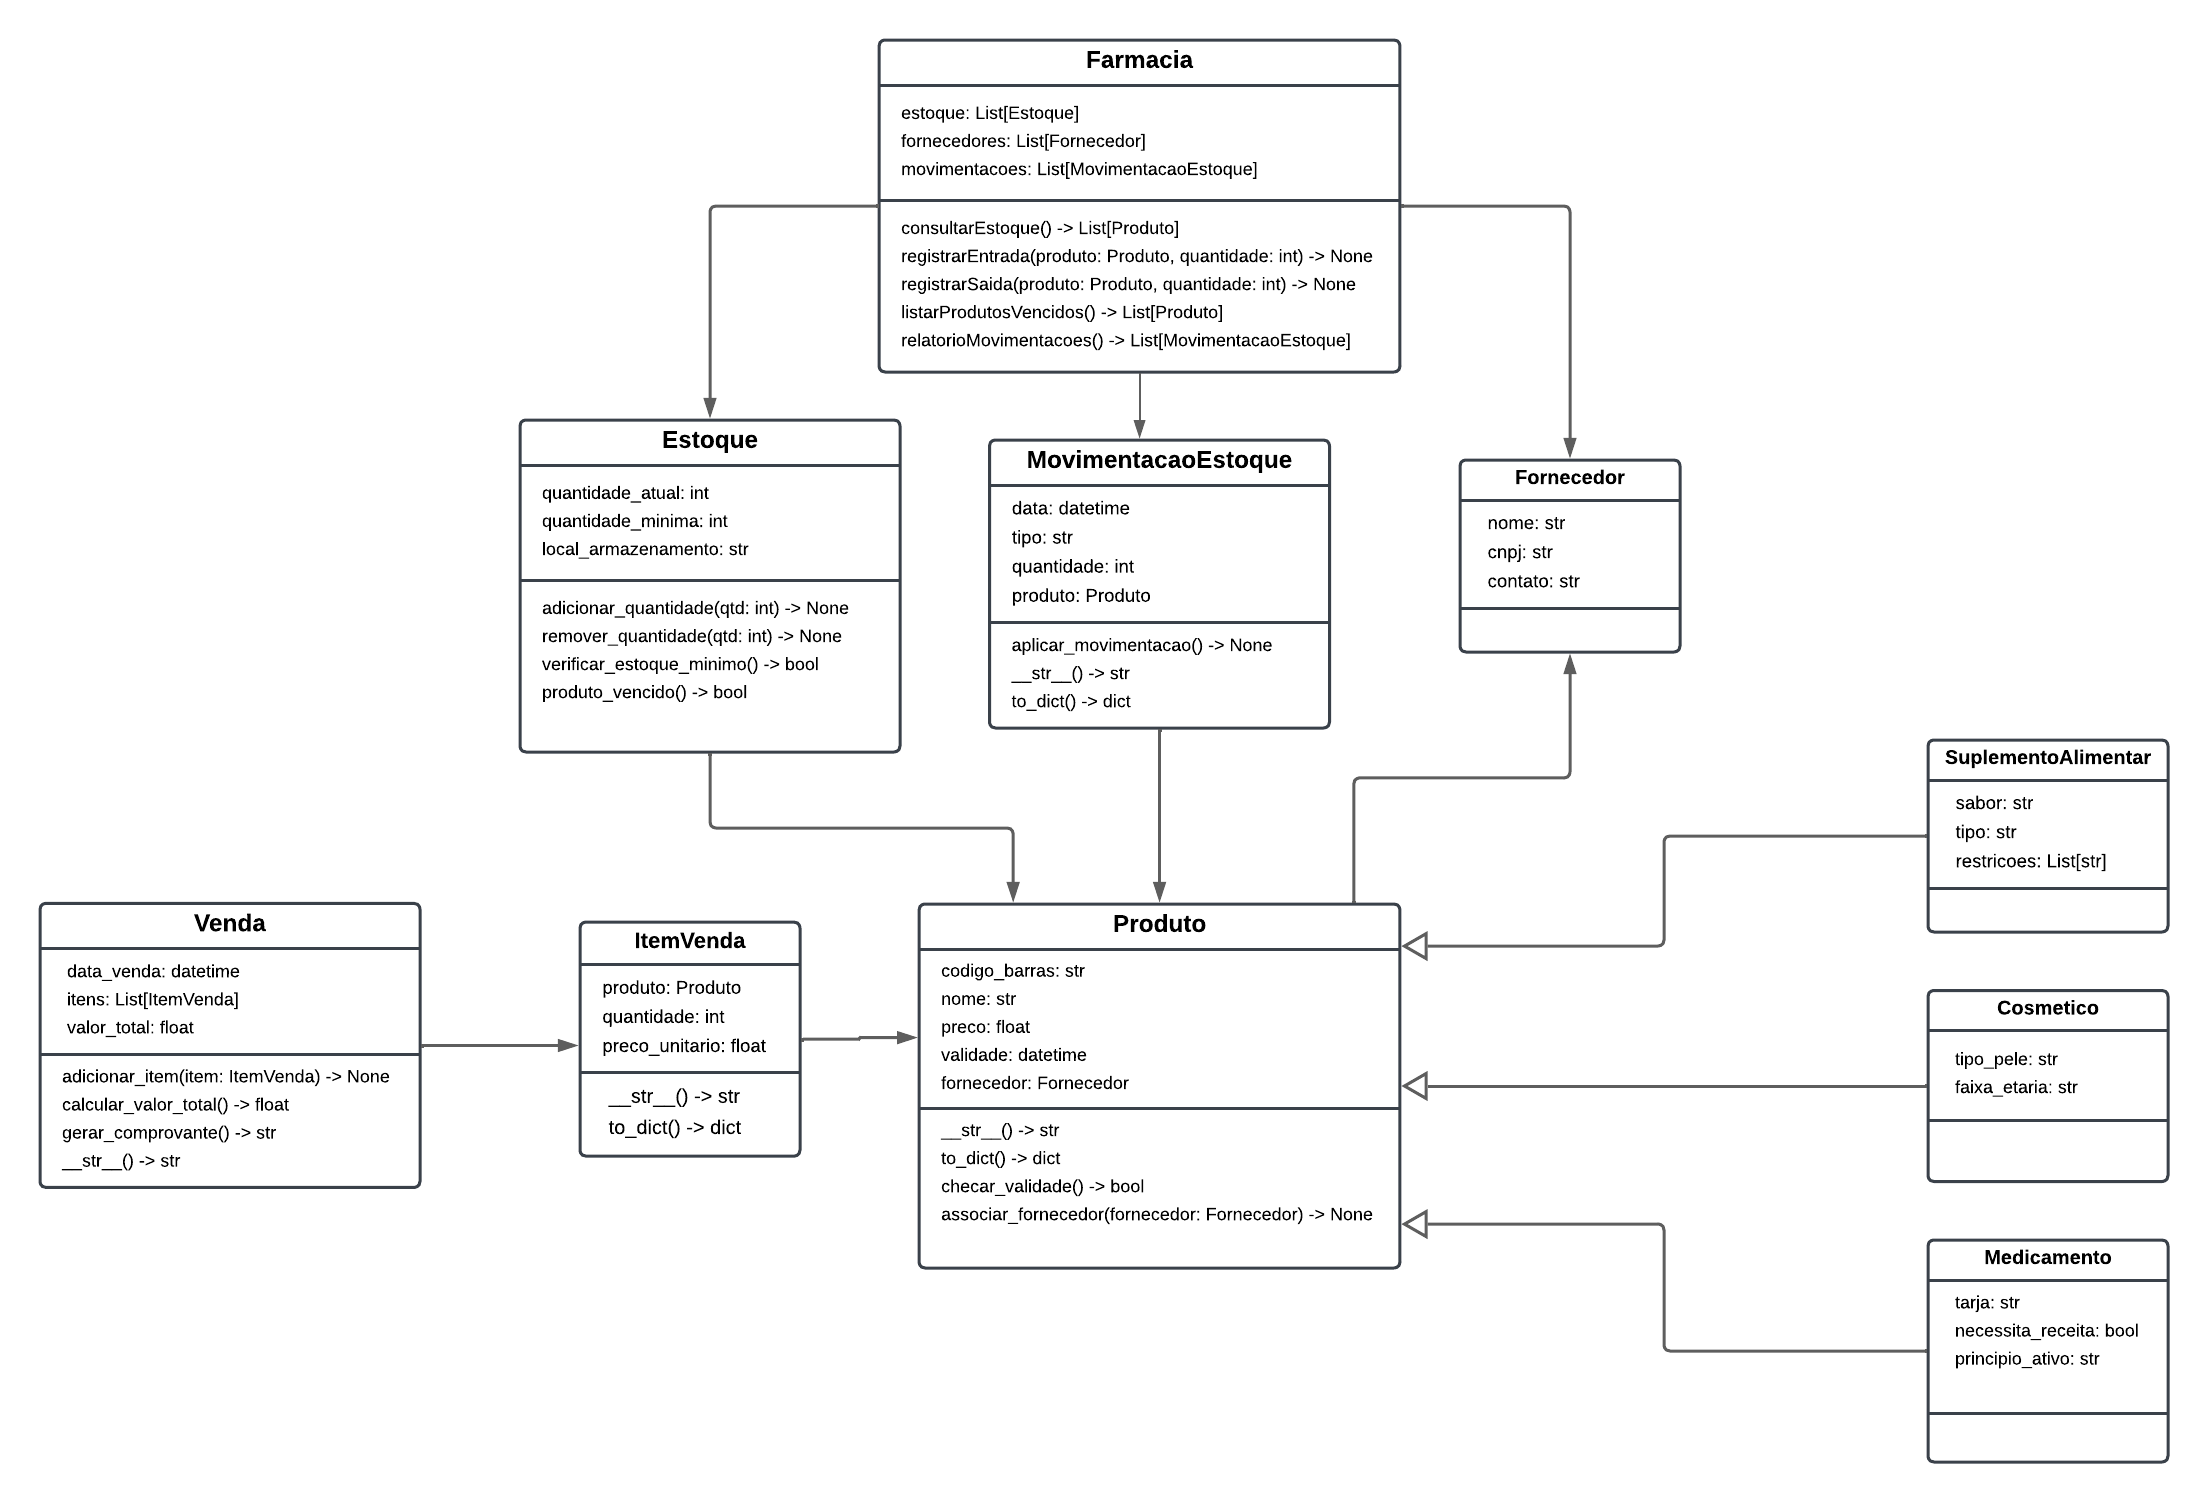 Farmacia
estoque: List[Estoque]
fornecedores: List[Fornecedor]
movimentacoes: List[MovimentacaoEstoque]
consultarEstoque() -> List[Produto]
registrarEntrada(produto: Produto, quantidade: int) -> None
registrarSaida(produto: Produto, quantidade: int) -> None
listarProdutosVencidos() -> List[Produto]
relatorioMovimentacoes() -> List[MovimentacaoEstoque]
Estoque
quantidade_atual: int
quantidade_minima: int
local_armazenamento: str
adicionar_quantidade(qtd: int) -> None
remover_quantidade(qtd: int) -> None
verificar_estoque_minimo() -> bool
produto_vencido() -> bool
MovimentacaoEstoque
data: datetime
tipo: str
quantidade: int
produto: Produto
aplicar_movimentacao() -> None
__str__() -> str
to_dict() -> dict
Fornecedor
nome: str
cnpj: str
contato: str
SuplementoAlimentar
sabor: str
tipo: str
restricoes: List[str]
Venda
data_venda: datetime
itens: List[ItemVenda]
valor_total: float
adicionar_item(item: ItemVenda) -> None
calcular_valor_total() -> float
gerar_comprovante() -> str
__str__() -> str
ItemVenda
produto: Produto
quantidade: int
preco_unitario: float
__str__() -> str
to_dict() -> dict
Produto
codigo_barras: str
nome: str
preco: float
validade: datetime
fornecedor: Fornecedor
__str__() -> str
to_dict() -> dict
checar_validade() -> bool
associar_fornecedor(fornecedor: Fornecedor) -> None
Cosmetico
tipo_pele: str
faixa_etaria: str
Medicamento
tarja: str
necessita_receita: bool
principio_ativo: str